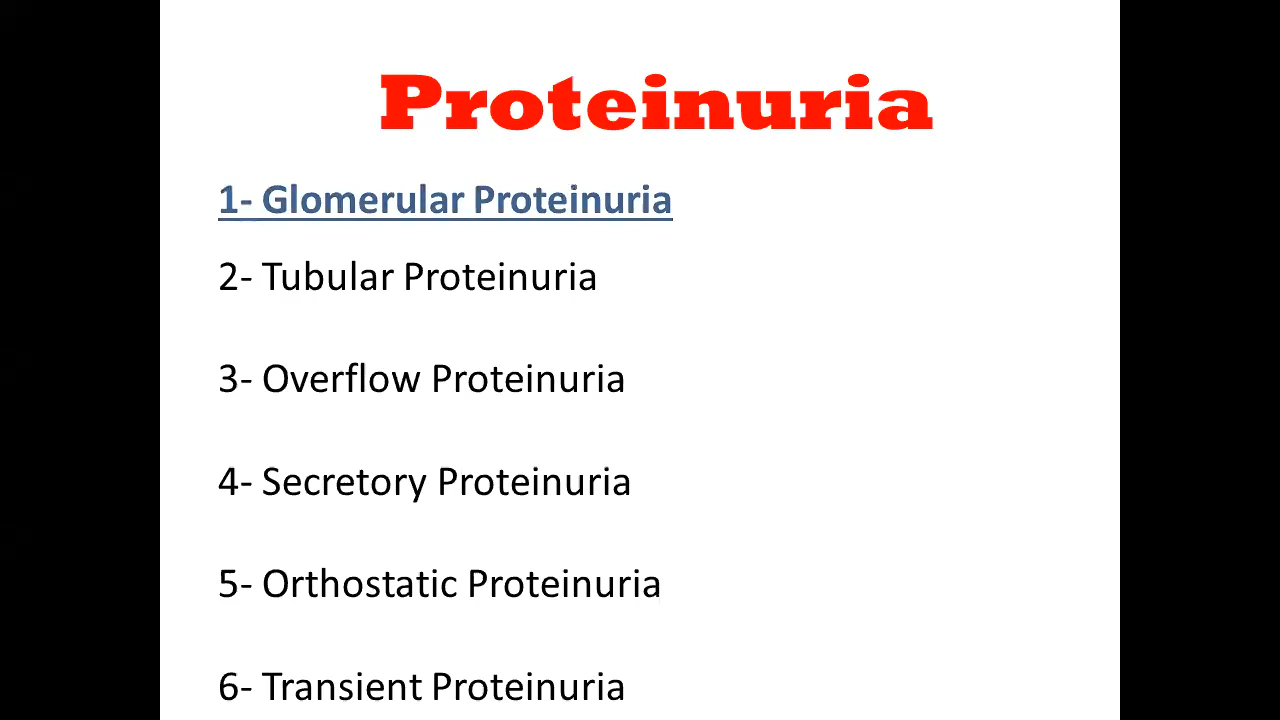 Proteinuria
1- Glomerular Proteinuria
2- Tubular Proteinuria
3- Overflow Proteinuria
4- Secretory Proteinuria
5- Orthostatic Proteinuria
6- Transient Proteinuria